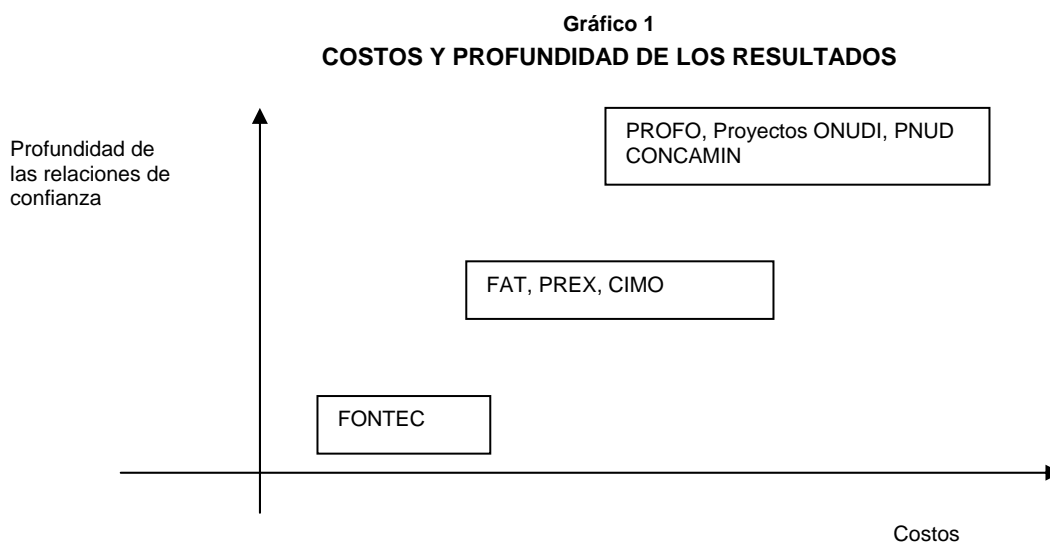 Gráfico 1
COSTOS Y PROFUNDIDAD DE LOS RESULTADOS
Profundidad de
las relaciones de
confianza
PROFO, Proyectos ONUDI, PNUD
CONCAMIN
FAT, PREX, CIMO
FONTEC
Costos